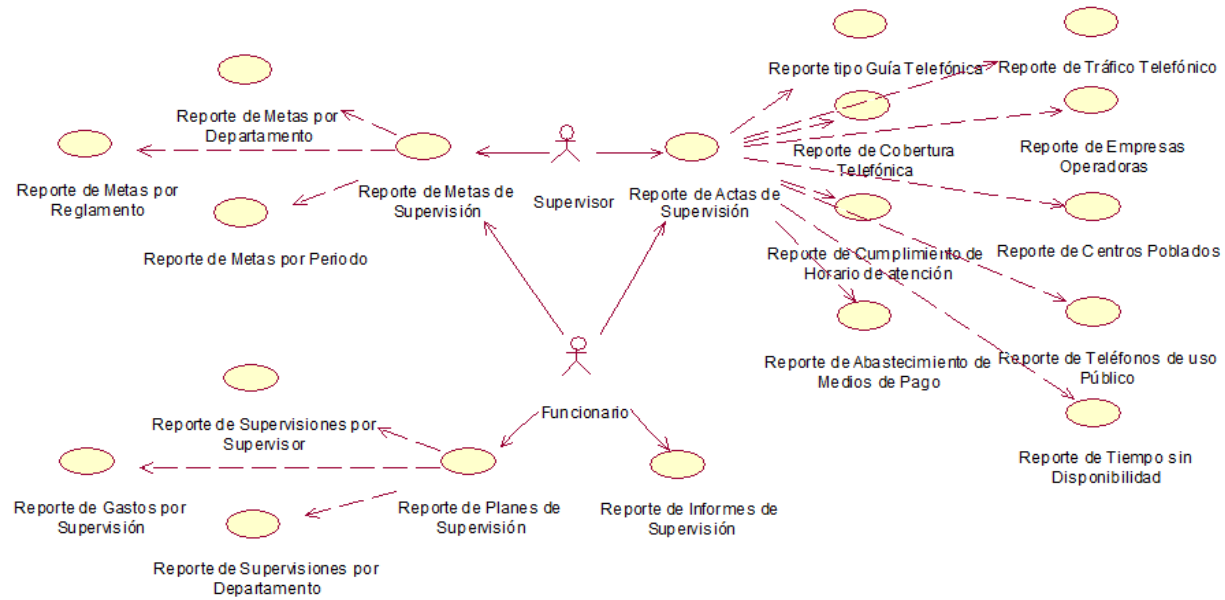 Reporte tipo Guía Telefónica
Reporte de Tráfico Telefónico
Reporte de Metas por
Departamento
Reporte de Cobertura
Telefónica
Reporte de Empresas
Operadoras
Reporte de Metas por
Reglamento
Reporte de Metas de
Supervisión
Supervisor
Reporte de Actas de
Supervisión
Reporte de Metas por Periodo
Reporte de Cumplimiento de
Horario de atención
Reporte de Centros Poblados
Reporte de Abastecimiento de
Medios de Pago
Reporte de Teléfonos de uso
Público
Funcionario
Reporte de Supervisiones por
Supervisor
Reporte de Tiempo sin
Disponibilidad
Reporte de Gastos por
Supervisión
Reporte de Planes de
Supervisión
Reporte de Informes de
Supervisión
Reporte de Supervisiones por
Departamento